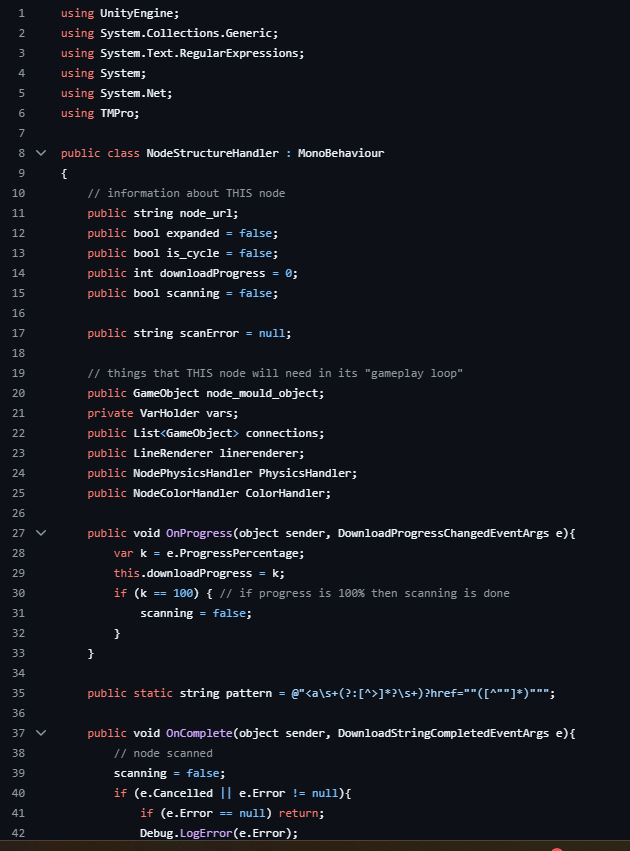 1 using UnityEngine;
2 using System.Collections.Generic;
3 using System.Text.RegularExpressions;
4 using System;
5 using System.Net;
6 using TMPro;
7
8 public class NodeStructureHandler : MonoBehaviour
9 {
10 // information about THIS node
11 public string node_url;
12 public bool expanded = false;
13 public bool is_cycle = false;
14 public int downloadProgress = 0;
15 public bool scanning = false;
16
17 public string scanError = null;
18
19 // things that THIS node will need in its "gameplay loop"
20 public GameObject node_mould_object;
21 private VarHolder vars;
22 public List<GameObject> connections;
23 public LineRenderer linerenderer;
24 public NodePhysicsHandler PhysicsHandler;
25 public NodeColorHandler ColorHandler;
26
27 public void OnProgress(object sender, DownloadProgressChangedEventArgs e){
28 var k = e.ProgressPercentage;
29 this.downloadProgress = k;
30 if (k == 100) { // if progress is 100% then scanning is done
31 scanning = false;
32 }
33 }
34
35 public static string pattern = @"<a\s+(?:[^>]*?\s+)?href=""([^""]*)""";
36
37 public void OnComplete(object sender, DownloadStringCompletedEventArgs e){
38 // node scanned
39 scanning = false;
40 if (e.Cancelled || e.Error != null){
41 if (e.Error == null) return;
42 Debug.LogError(e.Error);